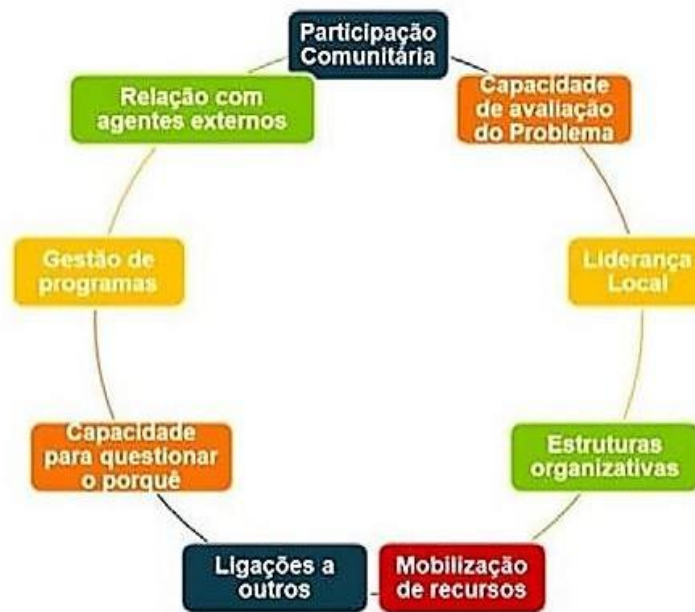 Participação
Comunitária
Capacidade
de avaliação
do Problema
Liderança
Local
Estruturas
organizativas
Mobilização
de recursos
Ligações a
outros
Capacidade
para questionar
o porquê
Gestão de
programas
Relação com
agentes externos